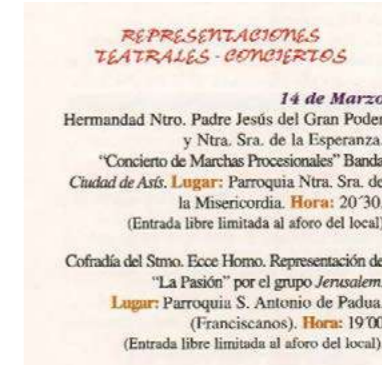 REPRESENTACIONES
TEATRALES - CONCIERTOS
14 de Marzo
Hermandad Ntro. Padre Jesús del Gran Poder
y Ntra. Sra. de la Esperanza.
“Concierto de Marchas Procesionales” Banda
Ciudad de Asís. Lugar: Parroquia Ntra. Sra. de
la Misericordia. Hora: 20´30.
(Entrada libre limitada al aforo del local)
Cofradía del Stmo. Ecce Homo. Representación de
“La Pasión” por el grupo Jerusalem.
Lugar: Parroquia S. Antonio de Padua
(Franciscanos). Hora: 19´00
(Entrada libre limitada al aforo del local).